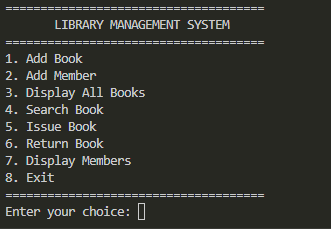 =====================================
LIBRARY MANAGEMENT SYSTEM
=====================================
1. Add Book
2. Add Member
3. Display All Books
4. Search Book
5. Issue Book
6. Return Book
7. Display Members
8. Exit
=====================================
Enter your choice: